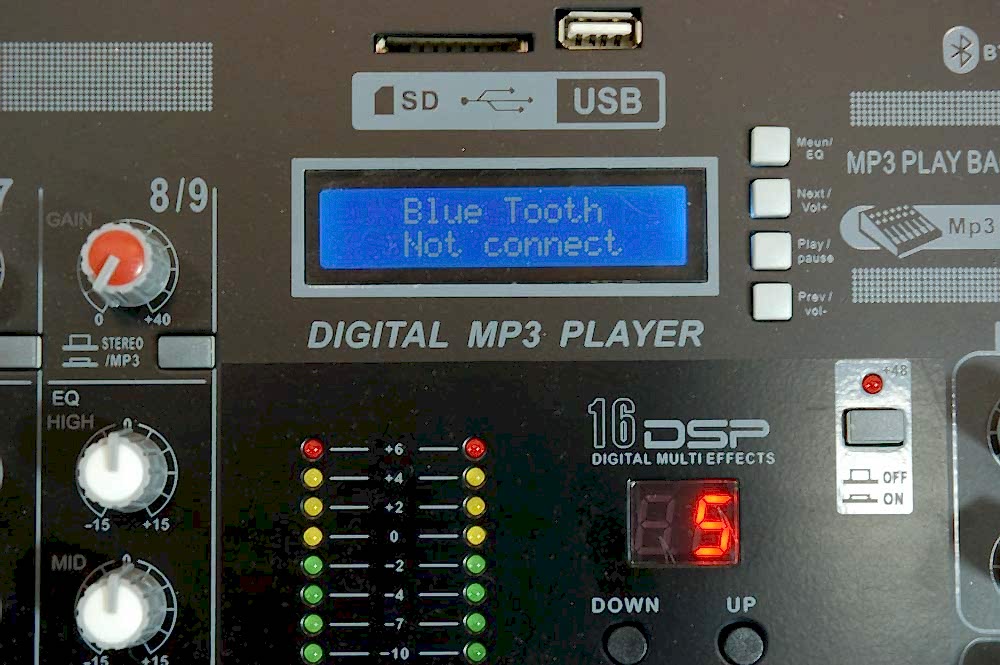 SD USB
Blue Tooth
Not connect
DIGITAL MP3 PLAYER
Meun/
EQ
Next/
Vol+
Play/
pause
Prev/
vol-
MP3 PLAY BA
Mp3
7
8/9
GAIN
0 +40
STEREO
/MP3
EQ
HIGH
0
-15 +15
MID
0
-15 +15
+6
+4
+2
0
-2
-4
-7
-10
16 DSP
DIGITAL MULTI EFFECTS
5
DOWN UP
+48
OFF
ON